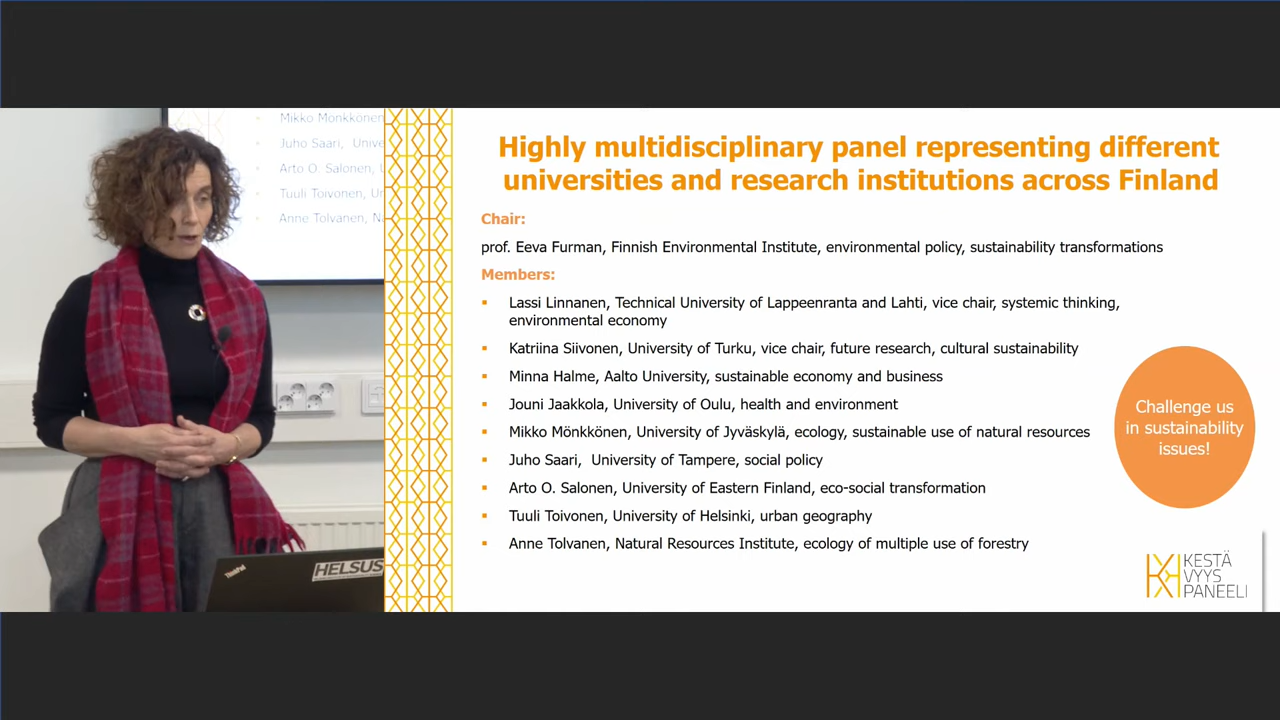 Mikko Mönkkönen
Juho Saari, Unive
Arto O. Salonen, L
Tuuli Toivonen, Un
Anne Tolvanen, Na
ThinkPad
HELSUS
Highly multidisciplinary panel representing different
universities and research institutions across Finland
Chair:
prof. Eeva Furman, Finnish Environmental Institute, environmental policy, sustainability transformations
Members:
Lassi Linnanen, Technical University of Lappeenranta and Lahti, vice chair, systemic thinking,
environmental economy
Katriina Siivonen, University of Turku, vice chair, future research, cultural sustainability
Minna Halme, Aalto University, sustainable economy and business
Jouni Jaakkola, University of Oulu, health and environment
Mikko Mönkkönen, University of Jyväskylä, ecology, sustainable use of natural resources
Juho Saari,  University of Tampere, social policy
Arto O. Salonen, University of Eastern Finland, eco-social transformation
Tuuli Toivonen, University of Helsinki, urban geography
Anne Tolvanen, Natural Resources Institute, ecology of multiple use of forestry
Challenge us
in sustainability
issues!
KESTÄ
VYYS
PANEELI